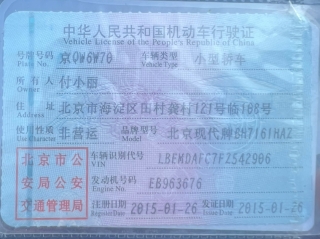 中华人民共和国机动车行驶证
Vehicle License of the People's Republic of China
号牌号码 京QW6W70 车辆类型 小型轿车
Plate No. Vehicle Type
所有人 付小丽
Owner
住址 北京市海淀区田村赛行121号临188号
Address
使用性质 非营运 品牌型号 北京现代牌BH7161HAZ
Use Character Model
北京市公安局公安交通管理局
车辆识别代号 LBEMDAFC7FZ542906
VIN
发动机号码 EB963676
Engine No.
注册日期 2015-01-26 发证日期 2015-01-26
Register Date Issue Date